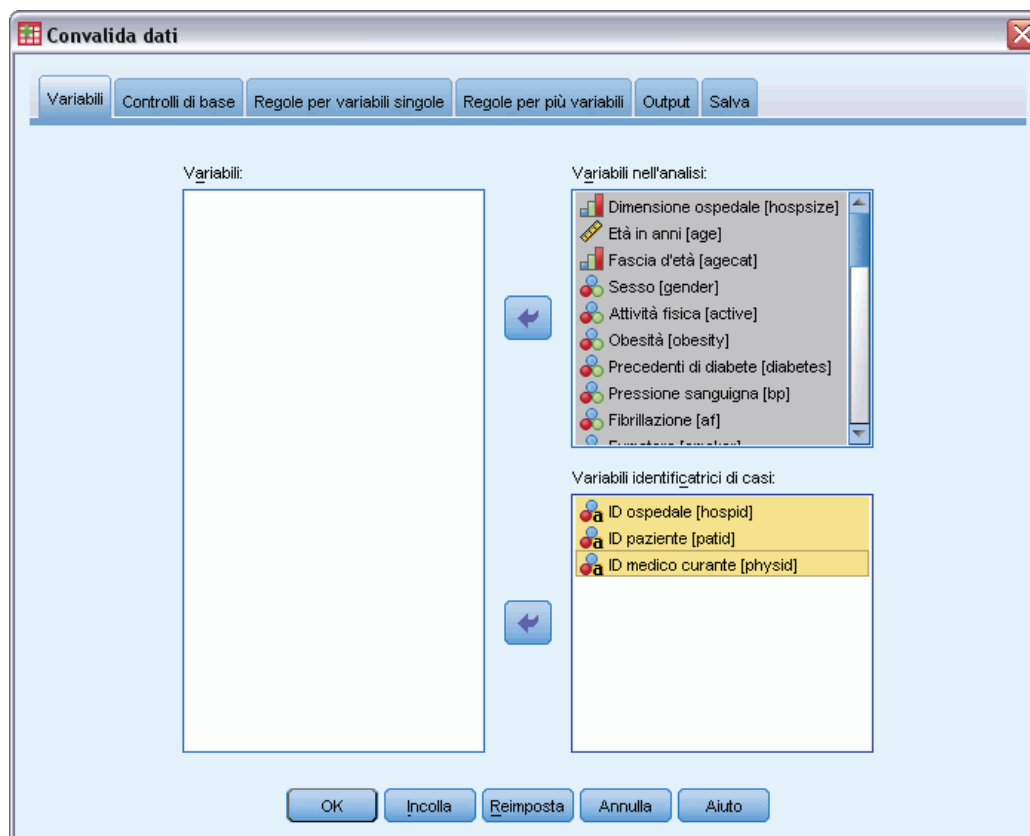 Convalida dati
Variabili Controlli di base Regole per variabili singole Regole per più variabili Output Salva
Variabili:
Variabili nell'analisi:
Dimensione ospedale [hospsize]
Età in anni [age]
Fascia d'età [agecat]
Sesso [gender]
Attività fisica [active]
Obesità [obesity]
Precedenti di diabete [diabetes]
Pressione sanguigna [bp]
Fibrillazione [af]
Variabili identificatrici di casi:
ID ospedale [hospid]
ID paziente [patid]
ID medico curante [physid]
OK Incolla Reimposta Annulla Aiuto